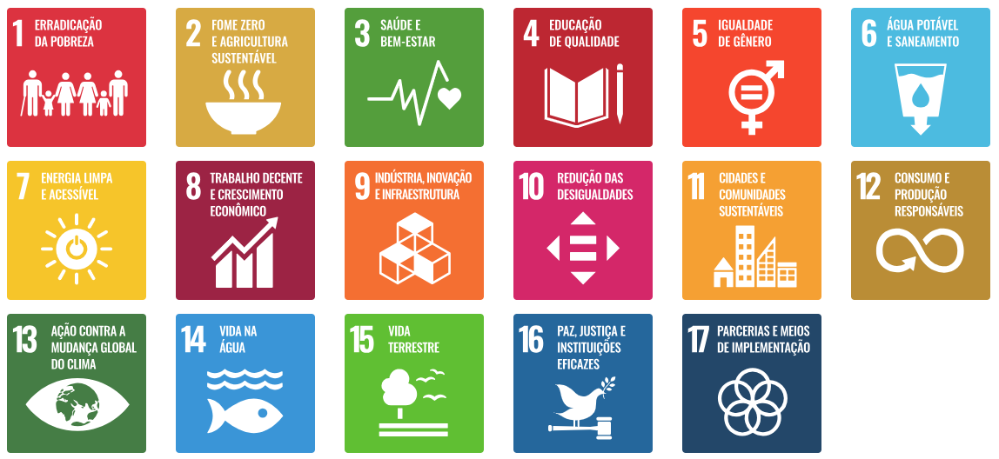 1 ERRADICAÇÃO
DA POBREZA
2 FOME ZERO
E AGRICULTURA
SUSTENTÁVEL
3 SAÚDE E
BEM-ESTAR
4 EDUCAÇÃO
DE QUALIDADE
5 IGUALDADE
DE GÊNERO
6 ÁGUA POTÁVEL
E SANEAMENTO
7 ENERGIA LIMPA
E ACESSÍVEL
8 TRABALHO DECENTE
E CRESCIMENTO
ECONÔMICO
9 INDÚSTRIA, INOVAÇÃO
E INFRAESTRUTURA
10 REDUÇÃO DAS
DESIGUALDADES
11 CIDADES E
COMUNIDADES
SUSTENTÁVEIS
12 CONSUMO E
PRODUÇÃO
RESPONSÁVEIS
13 AÇÃO CONTRA A
MUDANÇA GLOBAL
DO CLIMA
14 VIDA NA
ÁGUA
15 VIDA
TERRESTRE
16 PAZ, JUSTIÇA E
INSTITUIÇÕES
EFICAZES
17 PARCERIAS E MEIOS
DE IMPLEMENTAÇÃO